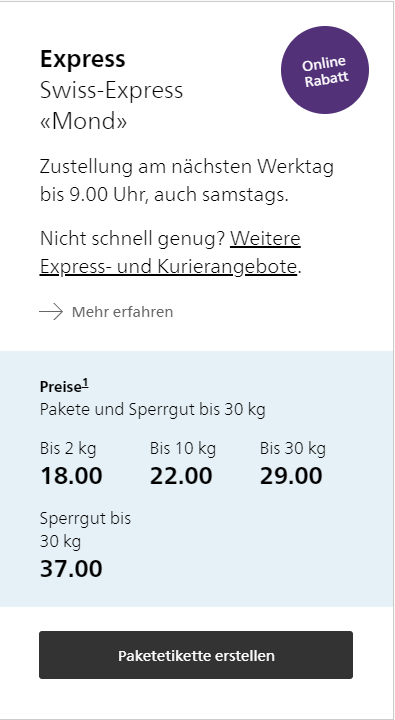 Express
Online
Rabatt
Swiss-Express
«Mond»
Zustellung am nächsten Werktag
bis 9.00 Uhr, auch samstags.
Nicht schnell genug? Weitere
Express- und Kurierangebote.
Mehr erfahren
Preise1
Pakete und Sperrgut bis 30 kg
Bis 2 kg Bis 10 kg Bis 30 kg
18.00 22.00 29.00
Sperrgut bis
30 kg
37.00
Paketetikette erstellen